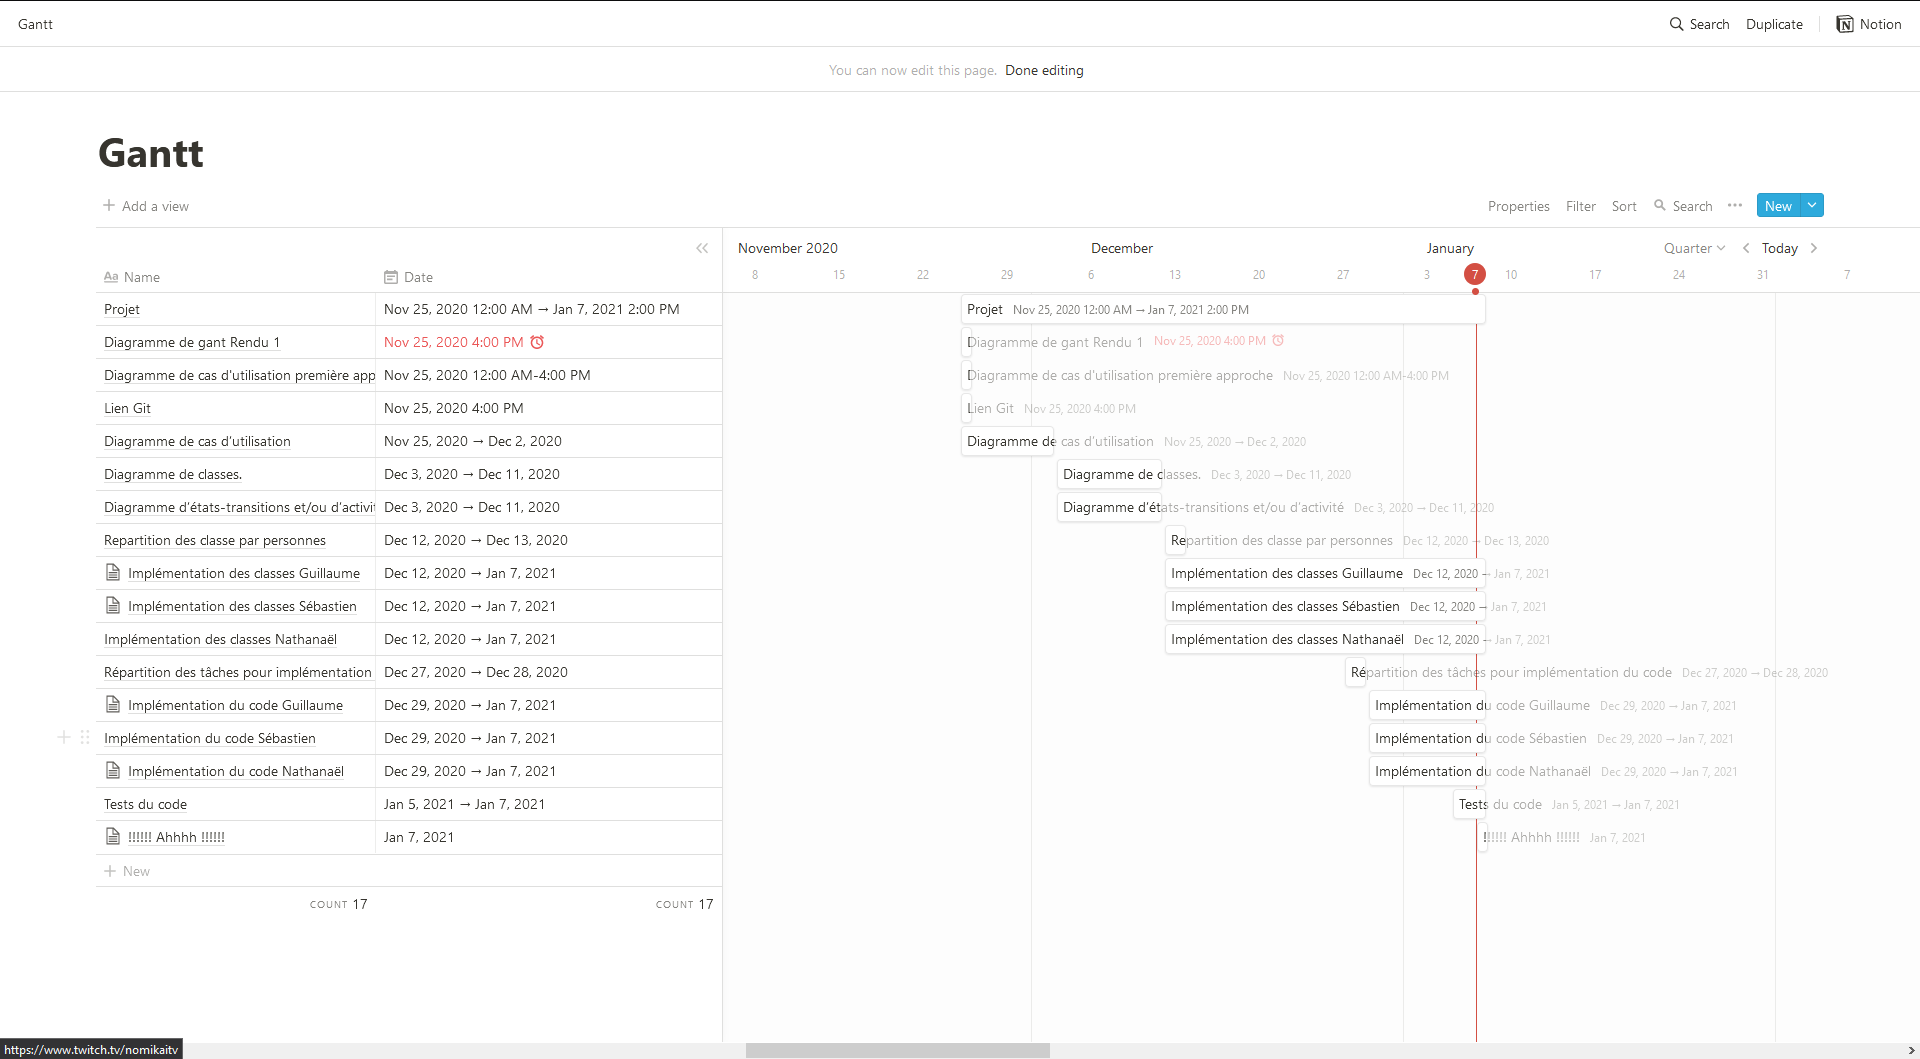 Gantt
Search Duplicate Notion
You can now edit this page. Done editing
Gantt
Add a view
Properties Filter Sort Search New
November 2020 December January Quarter Today
8 15 22 29 6 13 20 27 3 7 10 17 24 31 7
Aa Name Date
Projet Nov 25, 2020 12:00 AM → Jan 7, 2021 2:00 PM Projet Nov 25, 2020 12:00 AM → Jan 7, 2021 2:00 PM
Diagramme de gant Rendu 1 Nov 25, 2020 4:00 PM Diagramme de gant Rendu 1 Nov 25, 2020 4:00 PM
Diagramme de cas d'utilisation première app Nov 25, 2020 12:00 AM-4:00 PM Diagramme de cas d'utilisation première approche Nov 25, 2020 12:00 AM-4:00 PM
Lien Git Nov 25, 2020 4:00 PM Lien Git Nov 25, 2020 4:00 PM
Diagramme de cas d'utilisation Nov 25, 2020 → Dec 2, 2020 Diagramme de cas d'utilisation Nov 25, 2020 → Dec 2, 2020
Diagramme de classes. Dec 3, 2020 → Dec 11, 2020 Diagramme de classes. Dec 3, 2020 → Dec 11, 2020
Diagramme d'états-transitions et/ou d'activit Dec 3, 2020 → Dec 11, 2020 Diagramme d'états-transitions et/ou d'activité Dec 3, 2020 → Dec 11, 2020
Repartition des classe par personnes Dec 12, 2020 → Dec 13, 2020 Repartition des classe par personnes Dec 12, 2020 → Dec 13, 2020
Implémentation des classes Guillaume Dec 12, 2020 → Jan 7, 2021 Implémentation des classes Guillaume Dec 12, 2020 → Jan 7, 2021
Implémentation des classes Sébastien Dec 12, 2020 → Jan 7, 2021 Implémentation des classes Sébastien Dec 12, 2020 → Jan 7, 2021
Implémentation des classes Nathanaël Dec 12, 2020 → Jan 7, 2021 Implémentation des classes Nathanaël Dec 12, 2020 → Jan 7, 2021
Répartition des tâches pour implémentation Dec 27, 2020 → Dec 28, 2020 Répartition des tâches pour implémentation du code Dec 27, 2020 → Dec 28, 2020
Implémentation du code Guillaume Dec 29, 2020 → Jan 7, 2021 Implémentation du code Guillaume Dec 29, 2020 → Jan 7, 2021
Implémentation du code Sébastien Dec 29, 2020 → Jan 7, 2021 Implémentation du code Sébastien Dec 29, 2020 → Jan 7, 2021
Implémentation du code Nathanaël Dec 29, 2020 → Jan 7, 2021 Implémentation du code Nathanaël Dec 29, 2020 → Jan 7, 2021
Tests du code Jan 5, 2021 → Jan 7, 2021 Tests du code Jan 5, 2021 → Jan 7, 2021
!!!!!! Ahhhh !!!!!! Jan 7, 2021 !!!!!! Ahhhh !!!!!! Jan 7, 2021
New
COUNT 17 COUNT 17
https://www.twitch.tv/nomikaitv